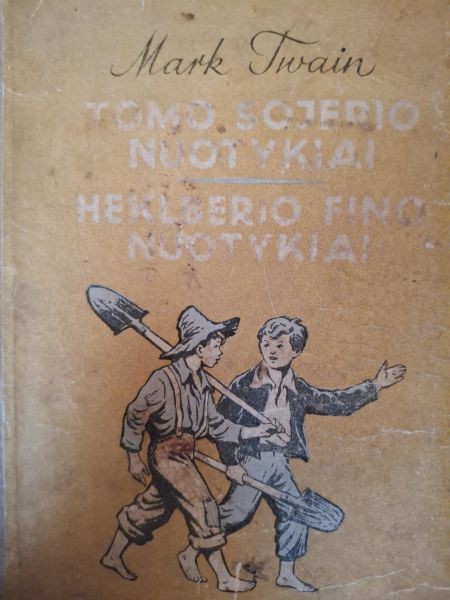 Mark Twain
TOMO SOJERIO
NUOTYKIAI
HEKLBERIO FINO
NUOTYKIAI